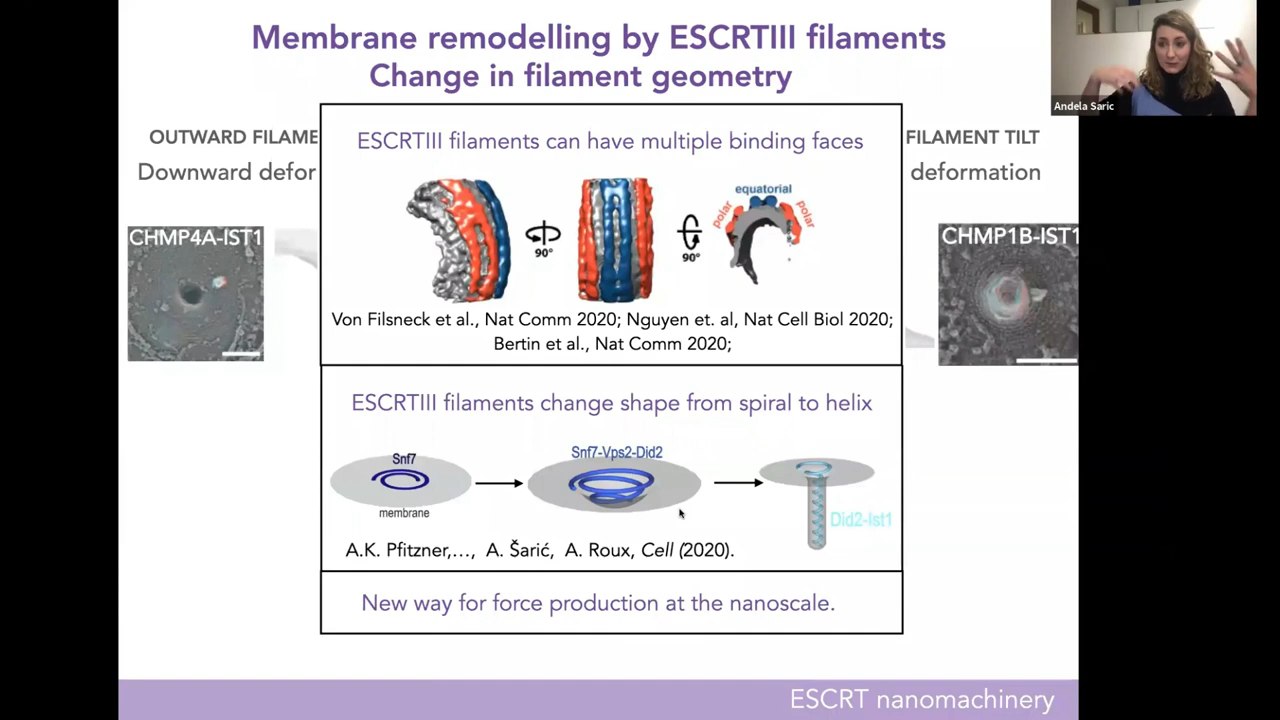 Membrane remodelling by ESCRTIII filaments
Change in filament geometry
Andela Saric
OUTWARD FILAME
Downward defor
CHMP4A-IST1
ESCRTIII filaments can have multiple binding faces
90°
90°
equatorial
polar
polar
Von Filsneck et al., Nat Comm 2020; Nguyen et. al, Nat Cell Biol 2020;
Bertin et al., Nat Comm 2020;
FILAMENT TILT
deformation
CHMP1B-IST1
ESCRTIII filaments change shape from spiral to helix
Snf7
membrane
Snf7-Vps2-Did2
Did2-Ist1
A.K. Pfitzner,..., A. Šarić, A. Roux, Cell (2020).
New way for force production at the nanoscale.
ESCRT nanomachinery